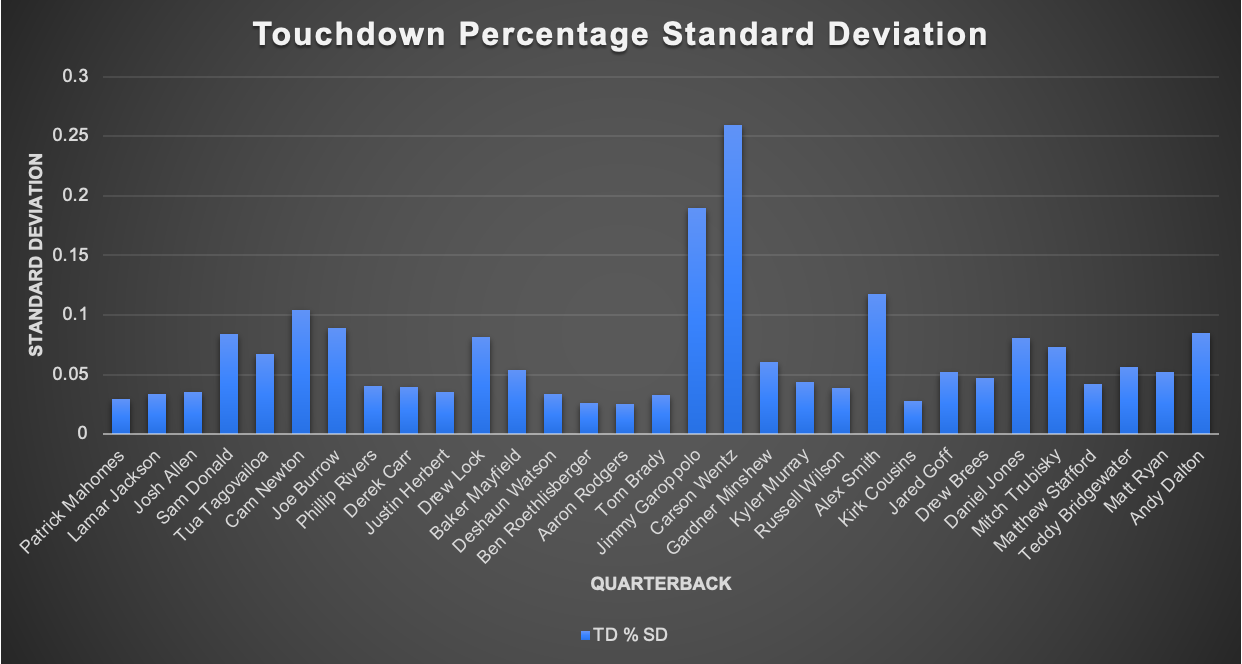 Touchdown Percentage Standard Deviation
STANDARD DEVIATION
0.3
0.25
0.2
0.15
0.1
0.05
0
Patrick Mahomes
Lamar Jackson
Josh Allen
Sam Donald
Tua Tagovailoa
Cam Newton
Joe Burrow
Phillip Rivers
Derek Carr
Justin Herbert
Drew Lock
Baker Mayfield
Deshaun Watson
Ben Roethlisberger
Aaron Rodgers
Tom Brady
Jimmy Garoppolo
Carson Wentz
Gardner Minshew
Kyler Murray
Russell Wilson
Alex Smith
Kirk Cousins
Jared Goff
Drew Brees
Daniel Jones
Mitch Trubisky
Matthew Stafford
Teddy Bridgewater
Matt Ryan
Andy Dalton
QUARTERBACK
TD % SD